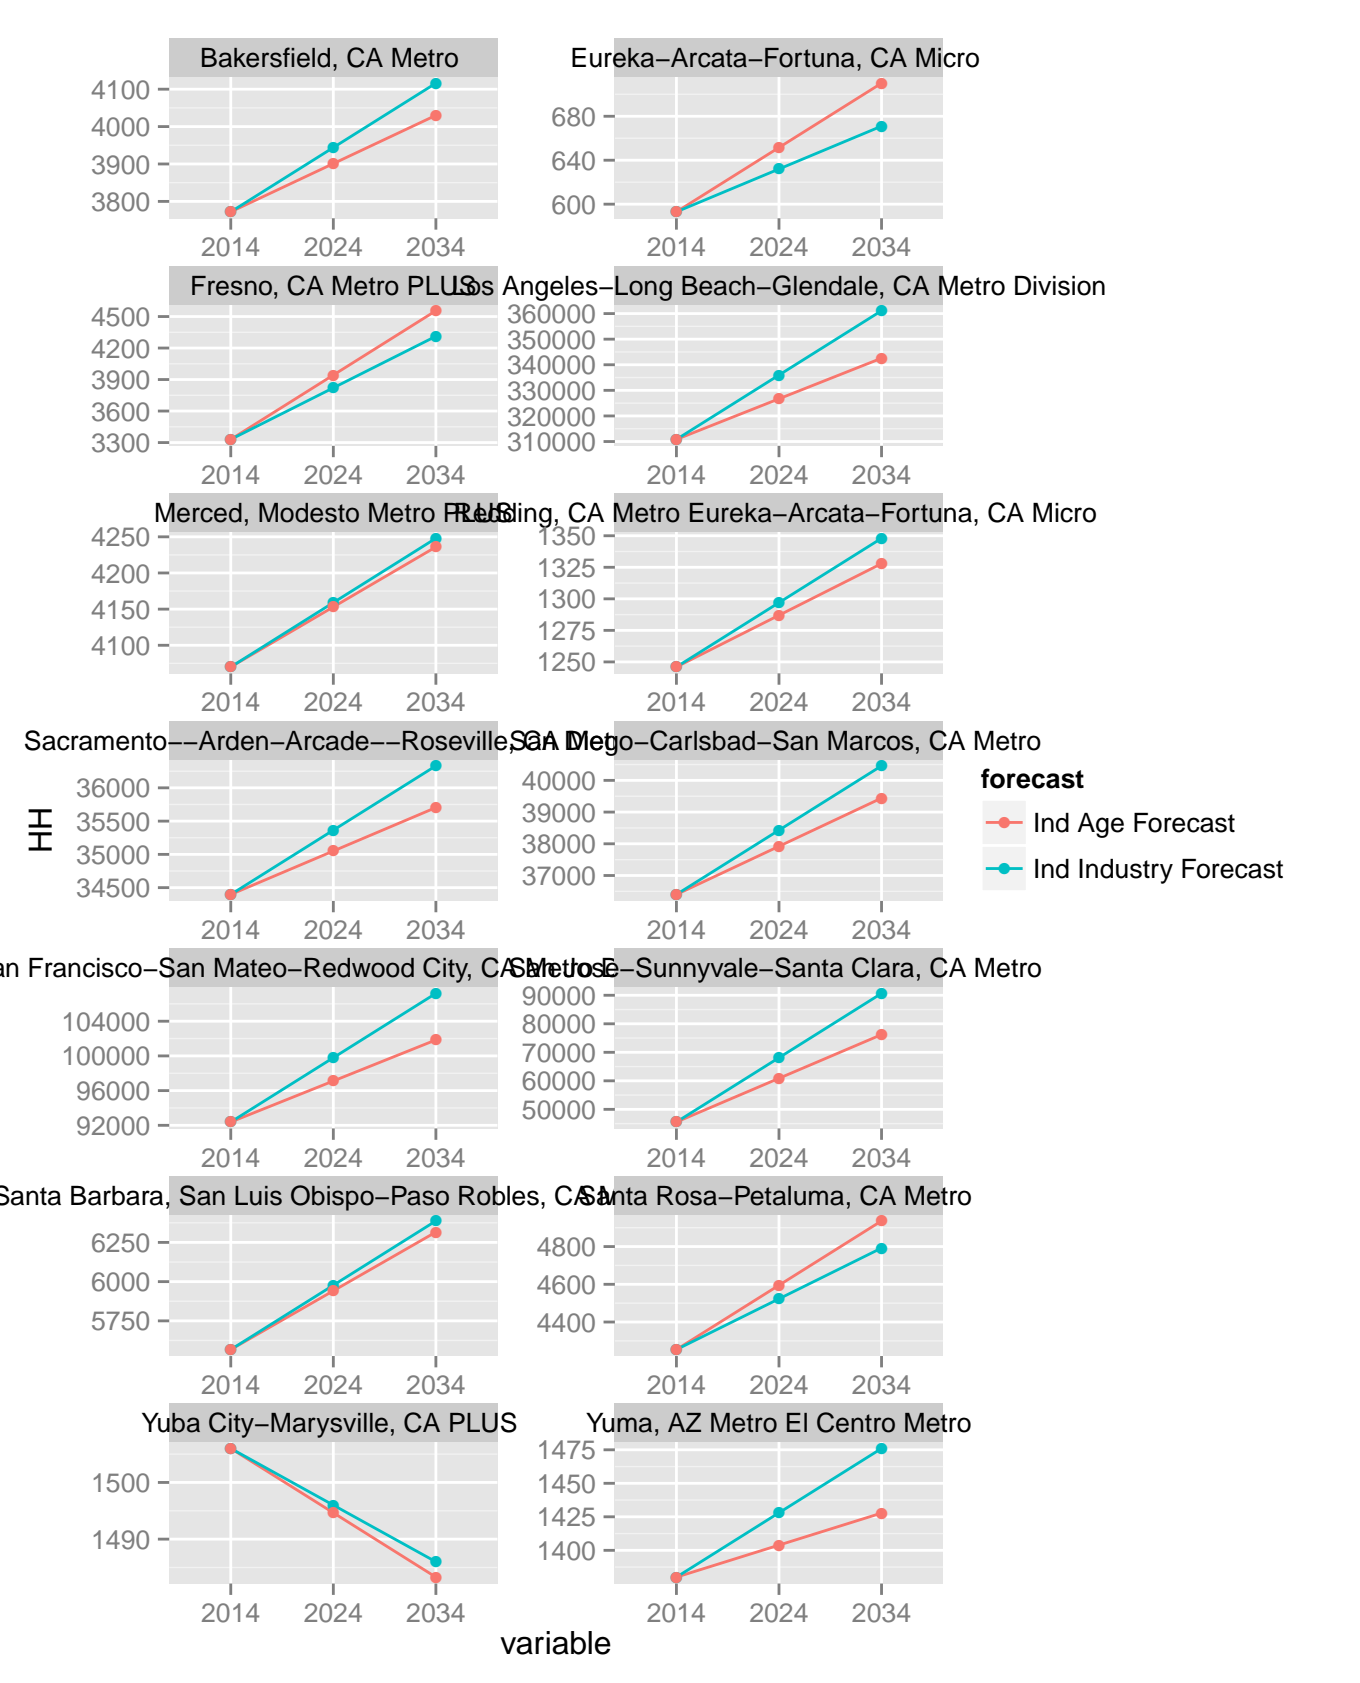 Bakersfield, CA Metro
4100
4000
3900
3800
2014 2024 2034
Eureka−Arcata−Fortuna, CA Micro
680
640
600
2014 2024 2034
Fresno, CA Metro PLUS
4500
4200
3900
3600
3300
2014 2024 2034
Los Angeles−Long Beach−Glendale, CA Metro Division
360000
350000
340000
330000
320000
310000
2014 2024 2034
Merced, Modesto Metro PLUS
4250
4200
4150
4100
2014 2024 2034
Redding, CA Metro Eureka−Arcata−Fortuna, CA Micro
1350
1325
1300
1275
1250
2014 2024 2034
Sacramento−−Arden−Arcade−−Roseville, CA Metro
36000
35500
35000
34500
2014 2024 2034
San Diego−Carlsbad−San Marcos, CA Metro
40000
39000
38000
37000
2014 2024 2034
an Francisco−San Mateo−Redwood City, CA Metro D
104000
100000
96000
92000
2014 2024 2034
San Jose−Sunnyvale−Santa Clara, CA Metro
90000
80000
70000
60000
50000
2014 2024 2034
Santa Barbara, San Luis Obispo−Paso Robles, CA M
6250
6000
5750
2014 2024 2034
Santa Rosa−Petaluma, CA Metro
4800
4600
4400
2014 2024 2034
Yuba City−Marysville, CA PLUS
1500
1490
2014 2024 2034
Yuma, AZ Metro El Centro Metro
1475
1450
1425
1400
2014 2024 2034
HH
variable
forecast
Ind Age Forecast
Ind Industry Forecast